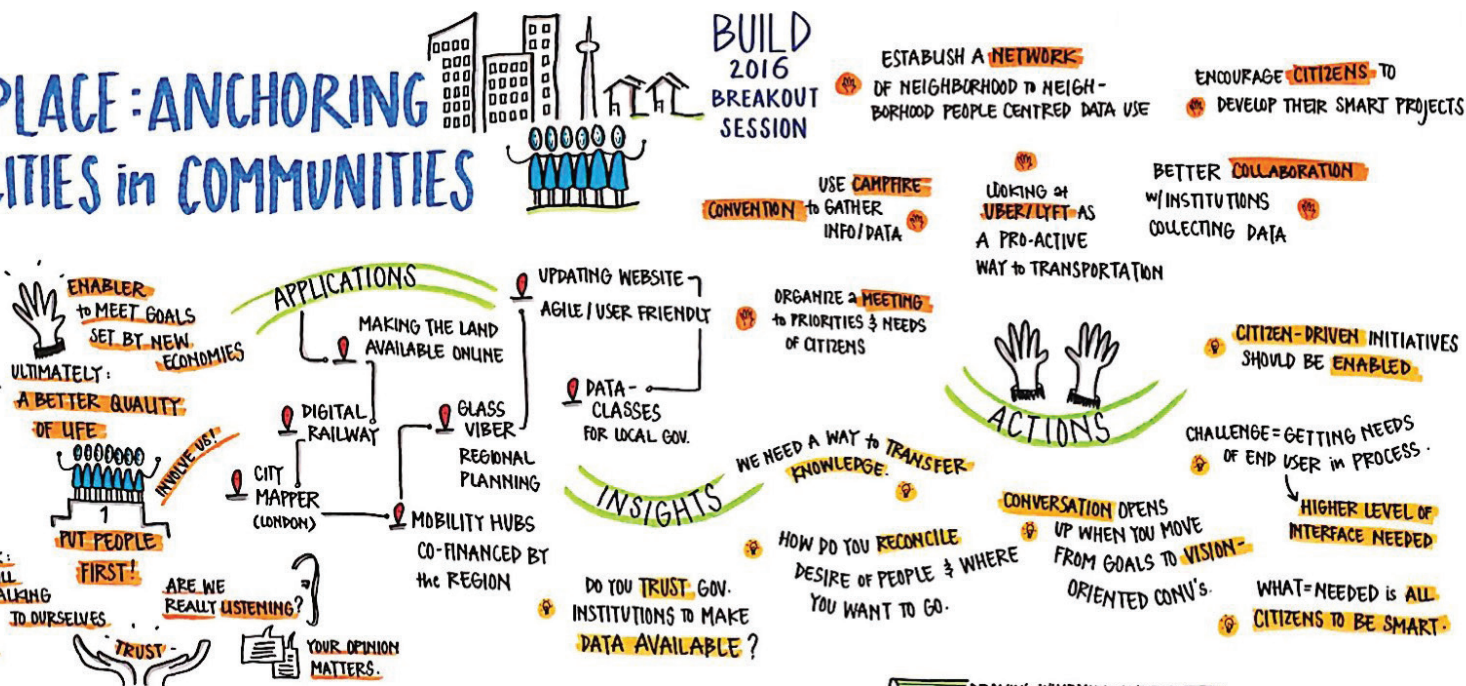 PLACE: ANCHORING
in COMMUNITIES
BUILD
2016
BREAKOUT
SESSION
ESTABLISH A NETWORK
OF NEIGHBORHOOD TO NEIGH-
BORHOOD PEOPLE CENTRED DATA USE
ENCOURAGE CITIZENS TO
DEVELOP THEIR SMART PROJECTS
USE CAMPFIRE
CONVENTION to GATHER
INFO/DATA
LOOKING at
UBER/LYFT AS
A PRO-ACTIVE
WAY to TRANSPORTATION
BETTER COLLABORATION
W/INSTITUTIONS
COLLECTING DATA
ORGANIZE a MEETING
to PRIORITIES & NEEDS
OF CITIZENS
ENABLER
to MEET GOALS
SET BY NEW
ECONOMIES
ULTIMATELY:
A BETTER QUALITY
OF LIFE
INVOLVE US!
1
PUT PEOPLE
FIRST!
TO OURSELVES
ARE WE
REALLY LISTENING?
TRUST-
YOUR OPINION
MATTERS.
APPLICATIONS
MAKING THE LAND
AVAILABLE ONLINE
DIGITAL
RAILWAY
CITY
MAPPER
(LONDON)
MOBILITY HUBS
CO-FINANCED BY
the REGION
GLASS
VIBER
REGIONAL
PLANNING
UPDATING WEBSITE
AGILE/USER FRIENDLY
DATA-
CLASSES
FOR LOCAL GOV.
INSIGHTS
WE NEED A WAY to TRANSFER
KNOWLEDGE.
DO YOU TRUST GOV.
INSTITUTIONS TO MAKE
DATA AVAILABLE?
HOW DO YOU RECONCILE
DESIRE OF PEOPLE & WHERE
YOU WANT TO GO.
ACTIONS
CONVERSATION OPENS
UP WHEN YOU MOVE
FROM GOALS TO VISION-
ORIENTED CONV's.
CITIZEN-DRIVEN INITIATIVES
SHOULD BE ENABLED
CHALLENGE = GETTING NEEDS
OF END USER in PROCESS.
HIGHER LEVEL OF
INTERFACE NEEDED
WHAT = NEEDED is ALL
CITIZENS TO BE SMART.